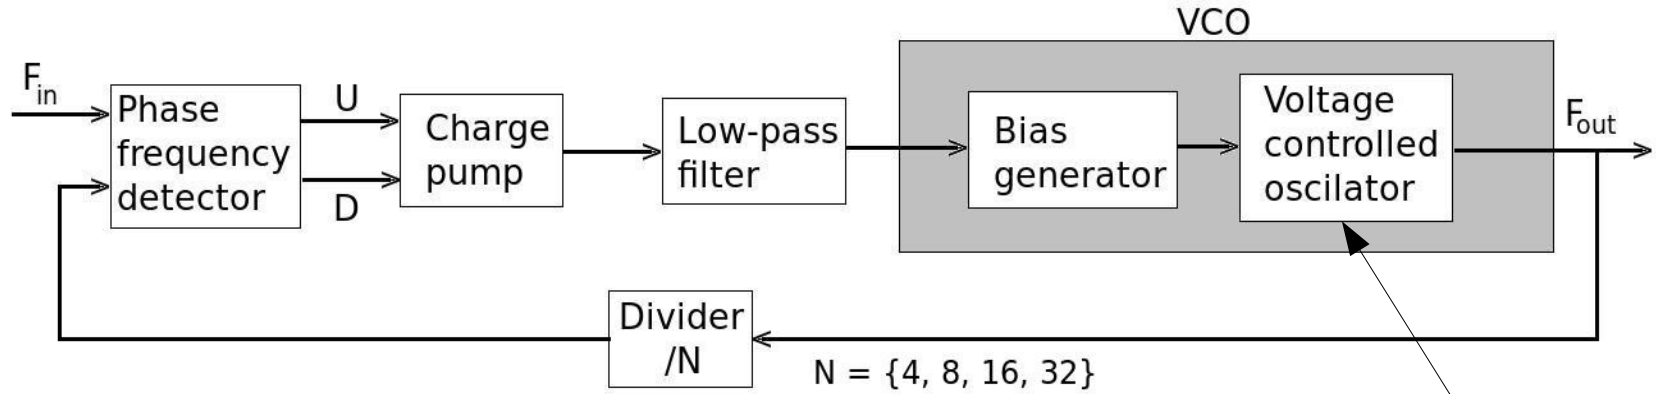 VCO
F_in
Phase
frequency
detector
U
D
Charge
pump
Low-pass
filter
Bias
generator
Voltage
controlled
oscilator
F_out
Divider
/N
N = {4, 8, 16, 32}